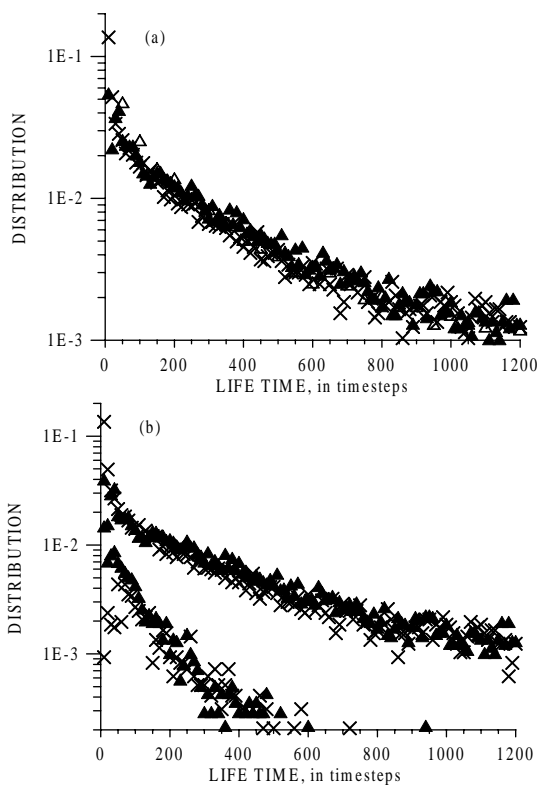 (a)
1E-1
1E-2
1E-3
DISTRIBUTION
0 200 400 600 800 1000 1200
LIFE TIME, in timesteps
(b)
1E-1
1E-2
1E-3
DISTRIBUTION
0 200 400 600 800 1000 1200
LIFE TIME, in timesteps